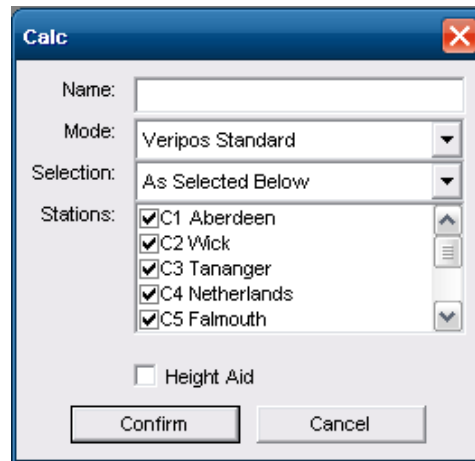 Calc
Name:
Mode: Veripos Standard
Selection: As Selected Below
Stations: C1 Aberdeen
C2 Wick
C3 Tananger
C4 Netherlands
C5 Falmouth
Height Aid
Confirm Cancel